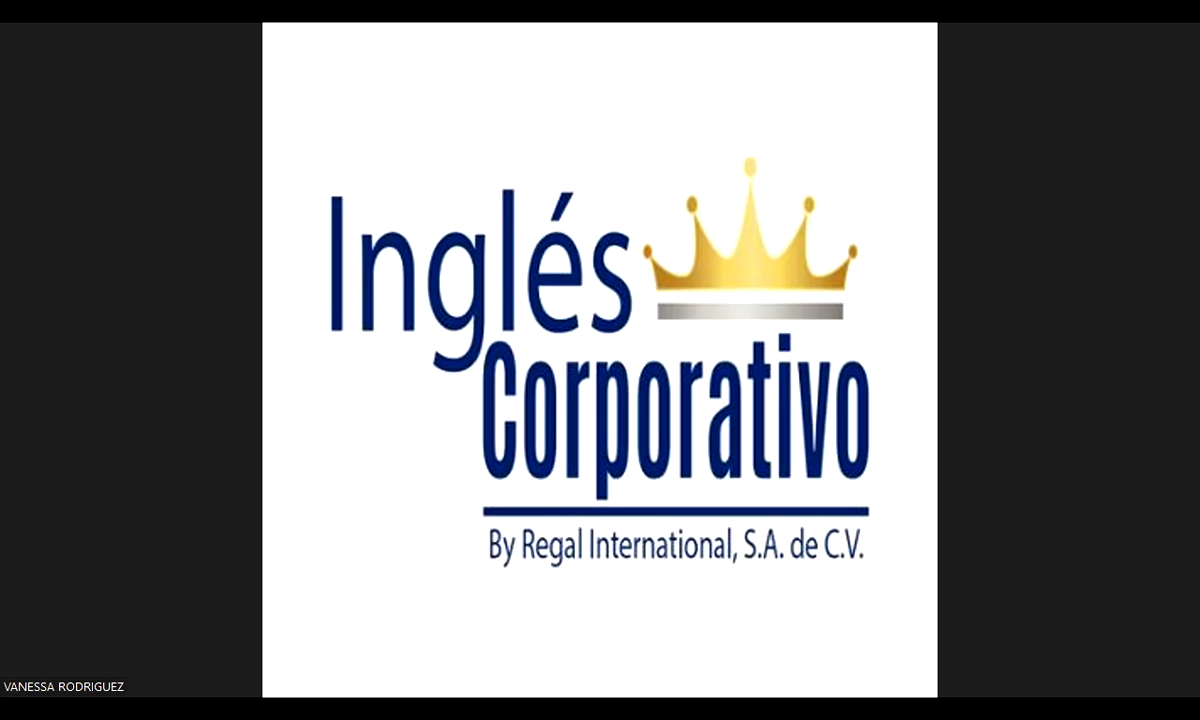 Inglés
Corporativo
By Regal International, S.A. de C.V.
VANESSA RODRIGUEZ